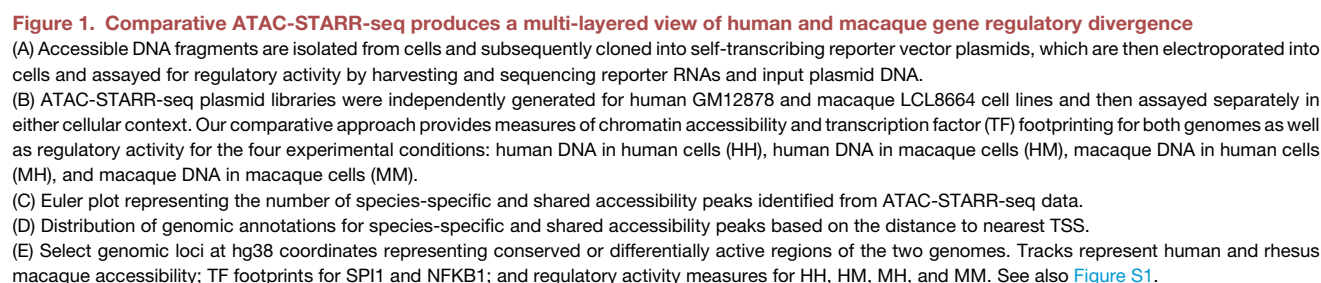 Figure 1. Comparative ATAC-STARR-seq produces a multi-layered view of human and macaque gene regulatory divergence
(A) Accessible DNA fragments are isolated from cells and subsequently cloned into self-transcribing reporter vector plasmids, which are then electroporated into
cells and assayed for regulatory activity by harvesting and sequencing reporter RNAs and input plasmid DNA.
(B) ATAC-STARR-seq plasmid libraries were independently generated for human GM12878 and macaque LCL8664 cell lines and then assayed separately in
either cellular context. Our comparative approach provides measures of chromatin accessibility and transcription factor (TF) footprinting for both genomes as well
as regulatory activity for the four experimental conditions: human DNA in human cells (HH), human DNA in macaque cells (HM), macaque DNA in human cells
(MH), and macaque DNA in macaque cells (MM).
(C) Euler plot representing the number of species-specific and shared accessibility peaks identified from ATAC-STARR-seq data.
(D) Distribution of genomic annotations for species-specific and shared accessibility peaks based on the distance to nearest TSS.
(E) Select genomic loci at hg38 coordinates representing conserved or differentially active regions of the two genomes. Tracks represent human and rhesus
macaque accessibility; TF footprints for SPI1 and NFKB1; and regulatory activity measures for HH, HM, MH, and MM. See also Figure S1.